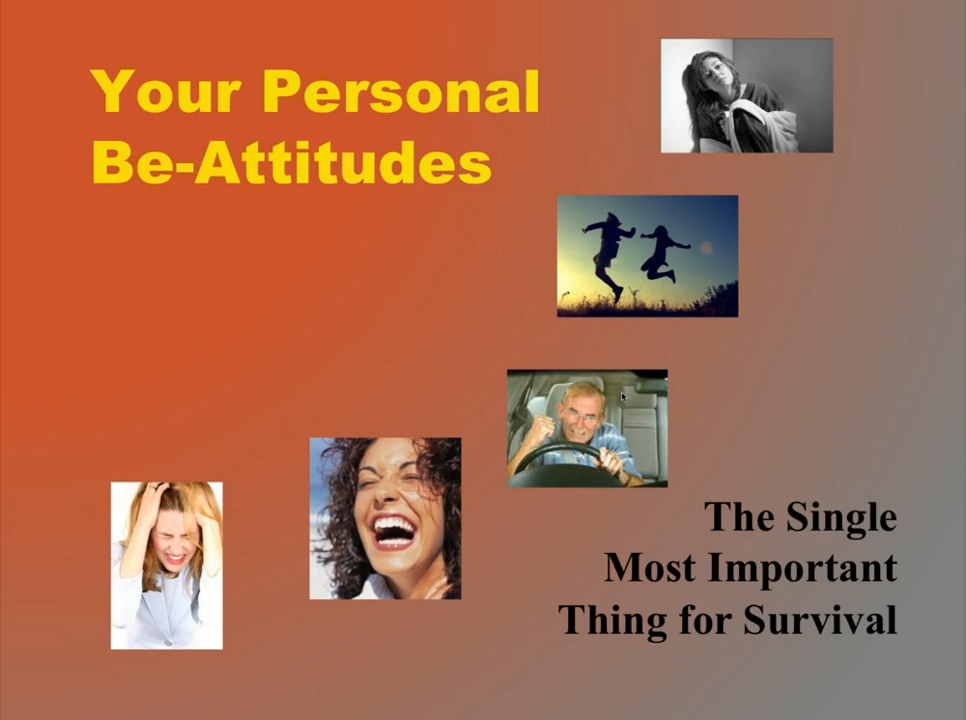 Your Personal
Be-Attitudes
The Single
Most Important
Thing for Survival